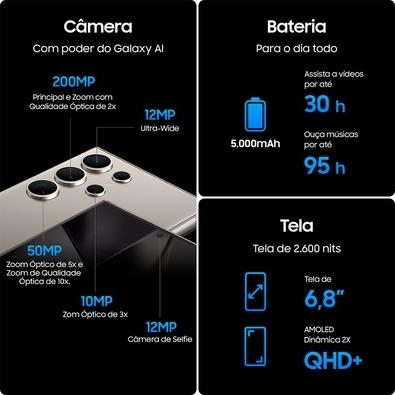 Câmera
Com poder do Galaxy AI
200MP
Principal e Zoom com
Qualidade Óptica de 2x
12MP
Ultra-Wide
50MP
Zoom Óptico de 5x e
Zoom de Qualidade
Óptica de 10x.
10MP
Zom Óptico de 3x
12MP
Câmera de Selfie
Bateria
Para o dia todo
5.000mAh
Assista a vídeos
por até
30 h
Ouça músicas
por até
95 h
Tela
Tela de 2.600 nits
Tela de
6,8”
AMOLED
Dinâmica 2X
QHD+